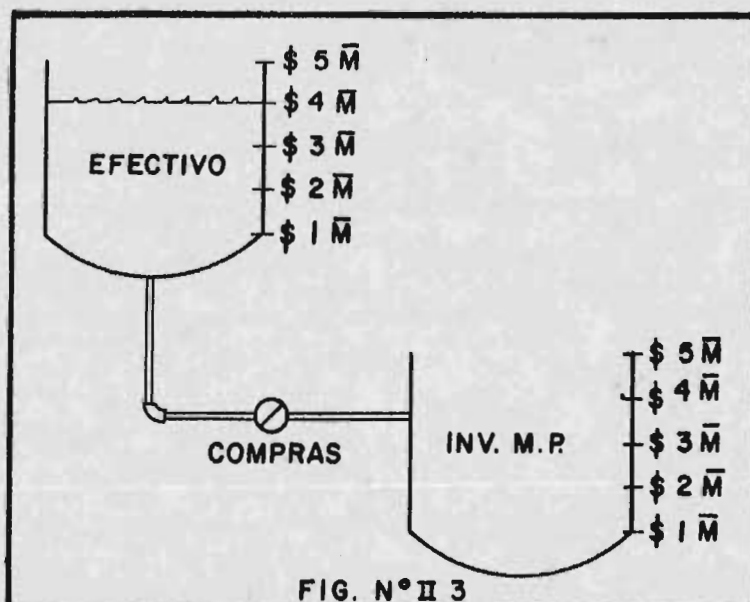 $ 5 M̅
$ 4 M̅
$ 3 M̅
$ 2 M̅
$ 1 M̅
EFECTIVO
COMPRAS
$ 5 M̅
$ 4 M̅
$ 3 M̅
$ 2 M̅
$ 1 M̅
INV. M.P.
FIG. N° II 3